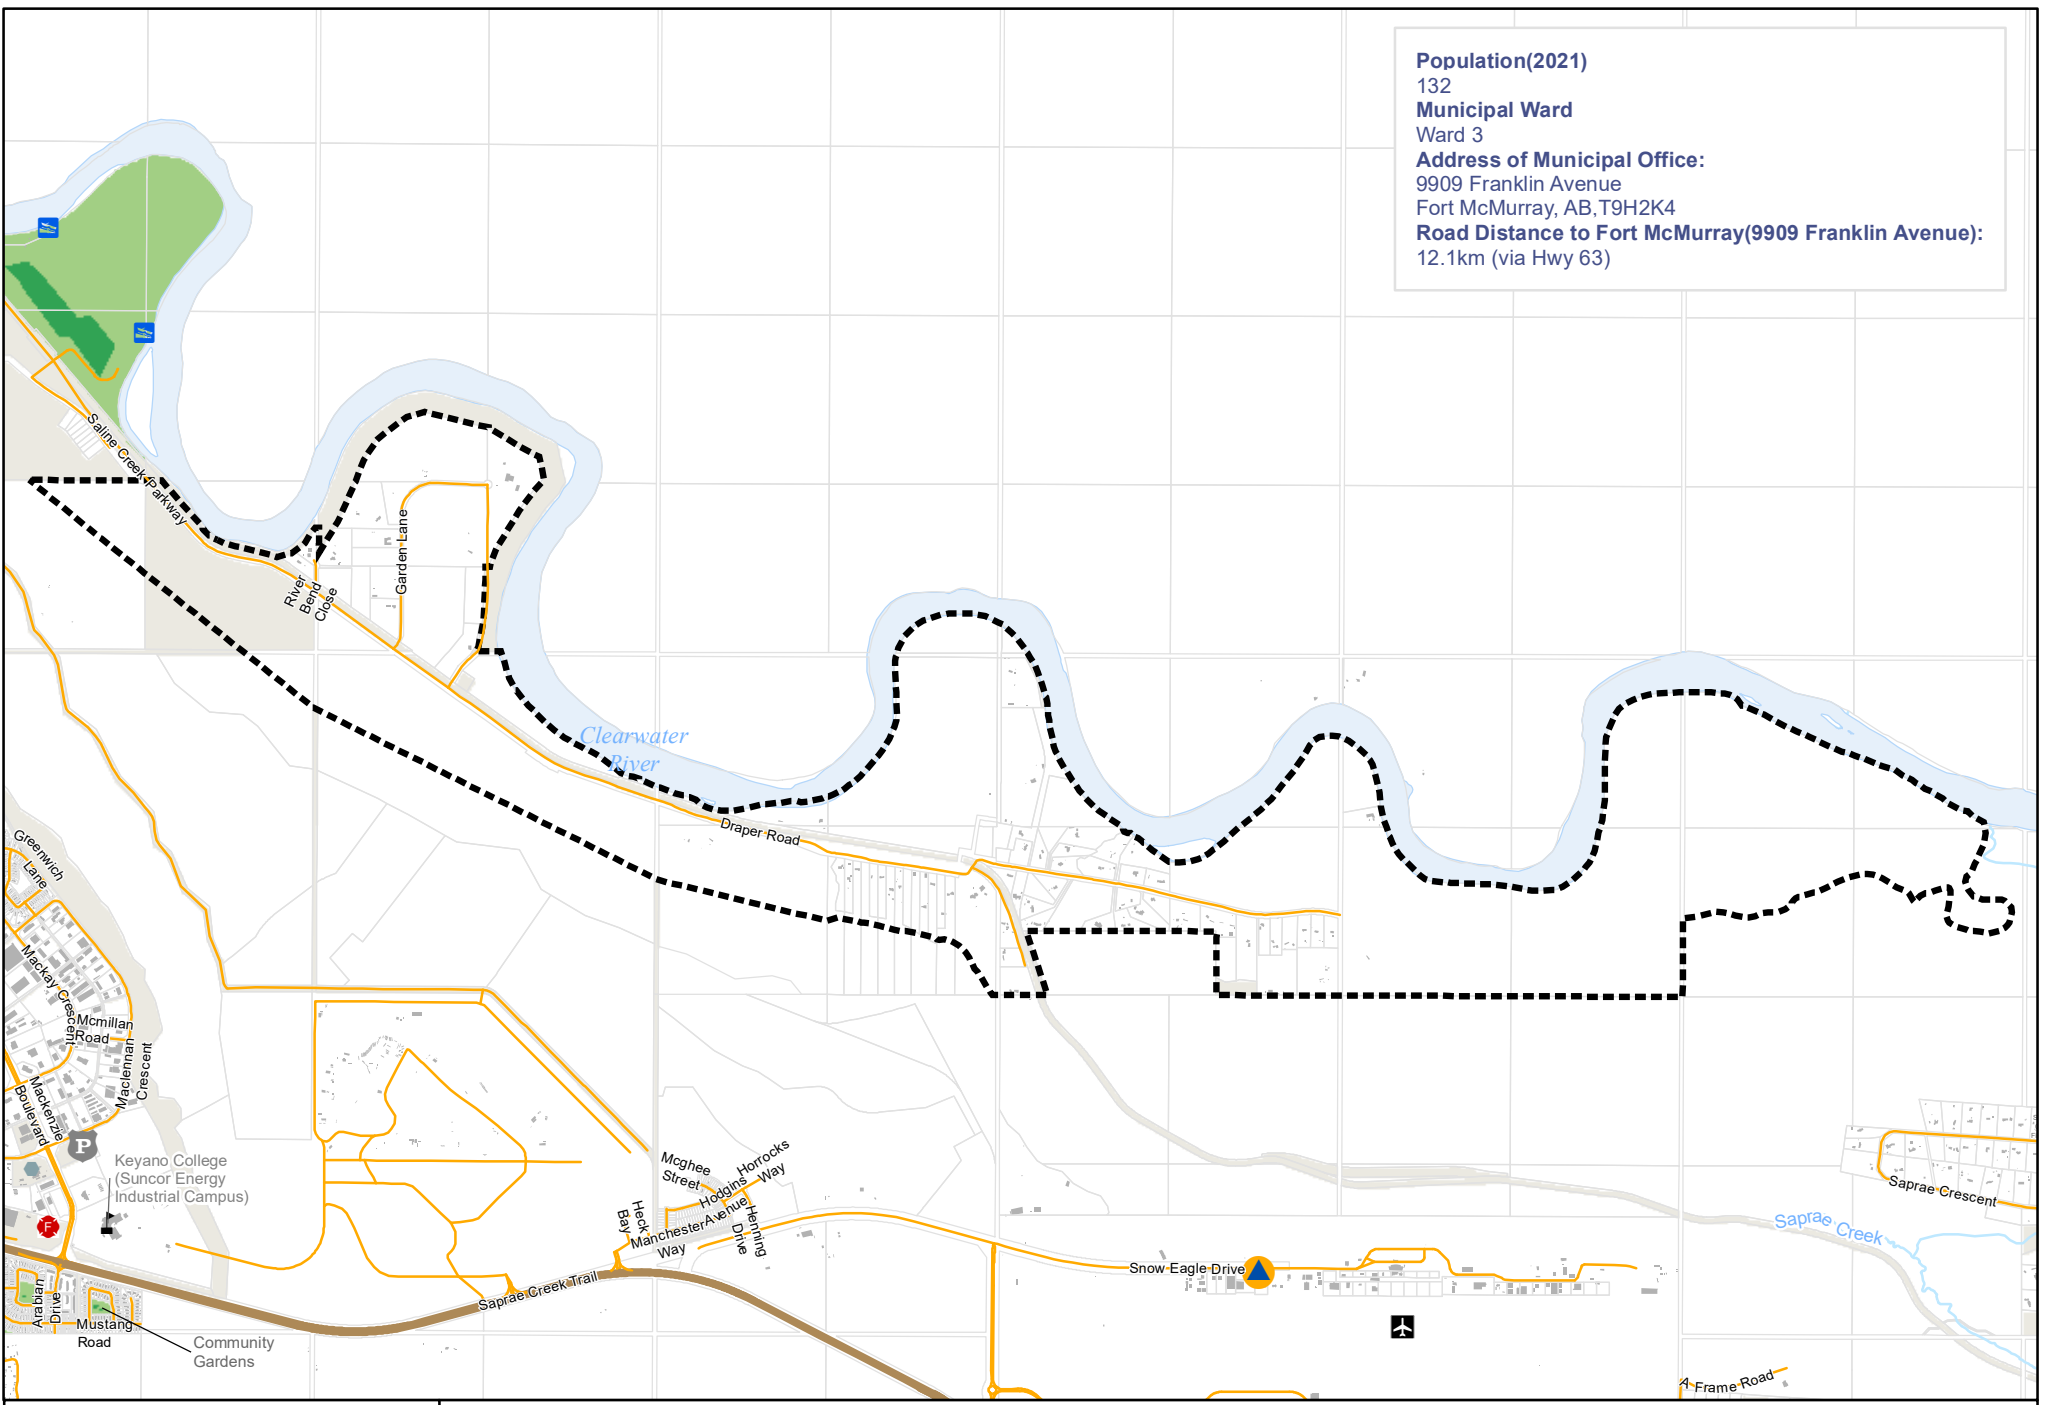 Population(2021)
132
Municipal Ward
Ward 3
Address of Municipal Office:
9909 Franklin Avenue
Fort McMurray, AB,T9H2K4
Road Distance to Fort McMurray(9909 Franklin Avenue):
12.1km (via Hwy 63)
Saline Creek Parkway
River
Bend
Close
Garden Lane
Clearwater
River
Draper Road
Greenwich
Lane
Mackay Crescent
Mcmillan
Road
Maclennan
Crescent
Mackenzie
Boulevard
P
Keyano College
(Suncor Energy
Industrial Campus)
F
Arabian
Drive
Mustang
Road
Community
Gardens
Mcghee
Street
Horrocks
Way
Hodgins
Avenue
Henning
Drive
Heck
Bay
Manchester
Way
Saprae Creek Trail
Snow Eagle Drive
Saprae Crescent
Saprae Creek
A Frame Road